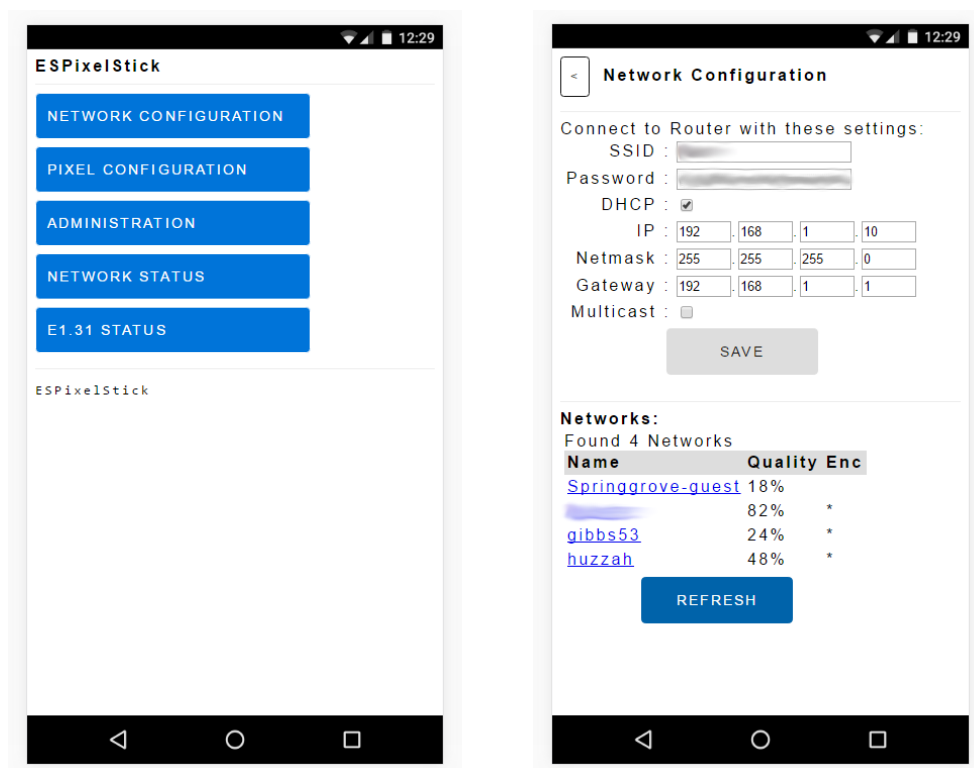 12:29
ESPixelStick
NETWORK CONFIGURATION
PIXEL CONFIGURATION
ADMINISTRATION
NETWORK STATUS
E1.31 STATUS
ESPixelStick
12:29
< Network Configuration
Connect to Router with these settings:
SSID :
Password :
DHCP :
IP : 192 . 168 . 1 . 10
Netmask : 255 . 255 . 255 . 0
Gateway : 192 . 168 . 1 . 1
Multicast :
SAVE
Networks:
Found 4 Networks
Name Quality Enc
Springgrove-guest 18%
82% *
gibbs53 24% *
huzzah 48% *
REFRESH